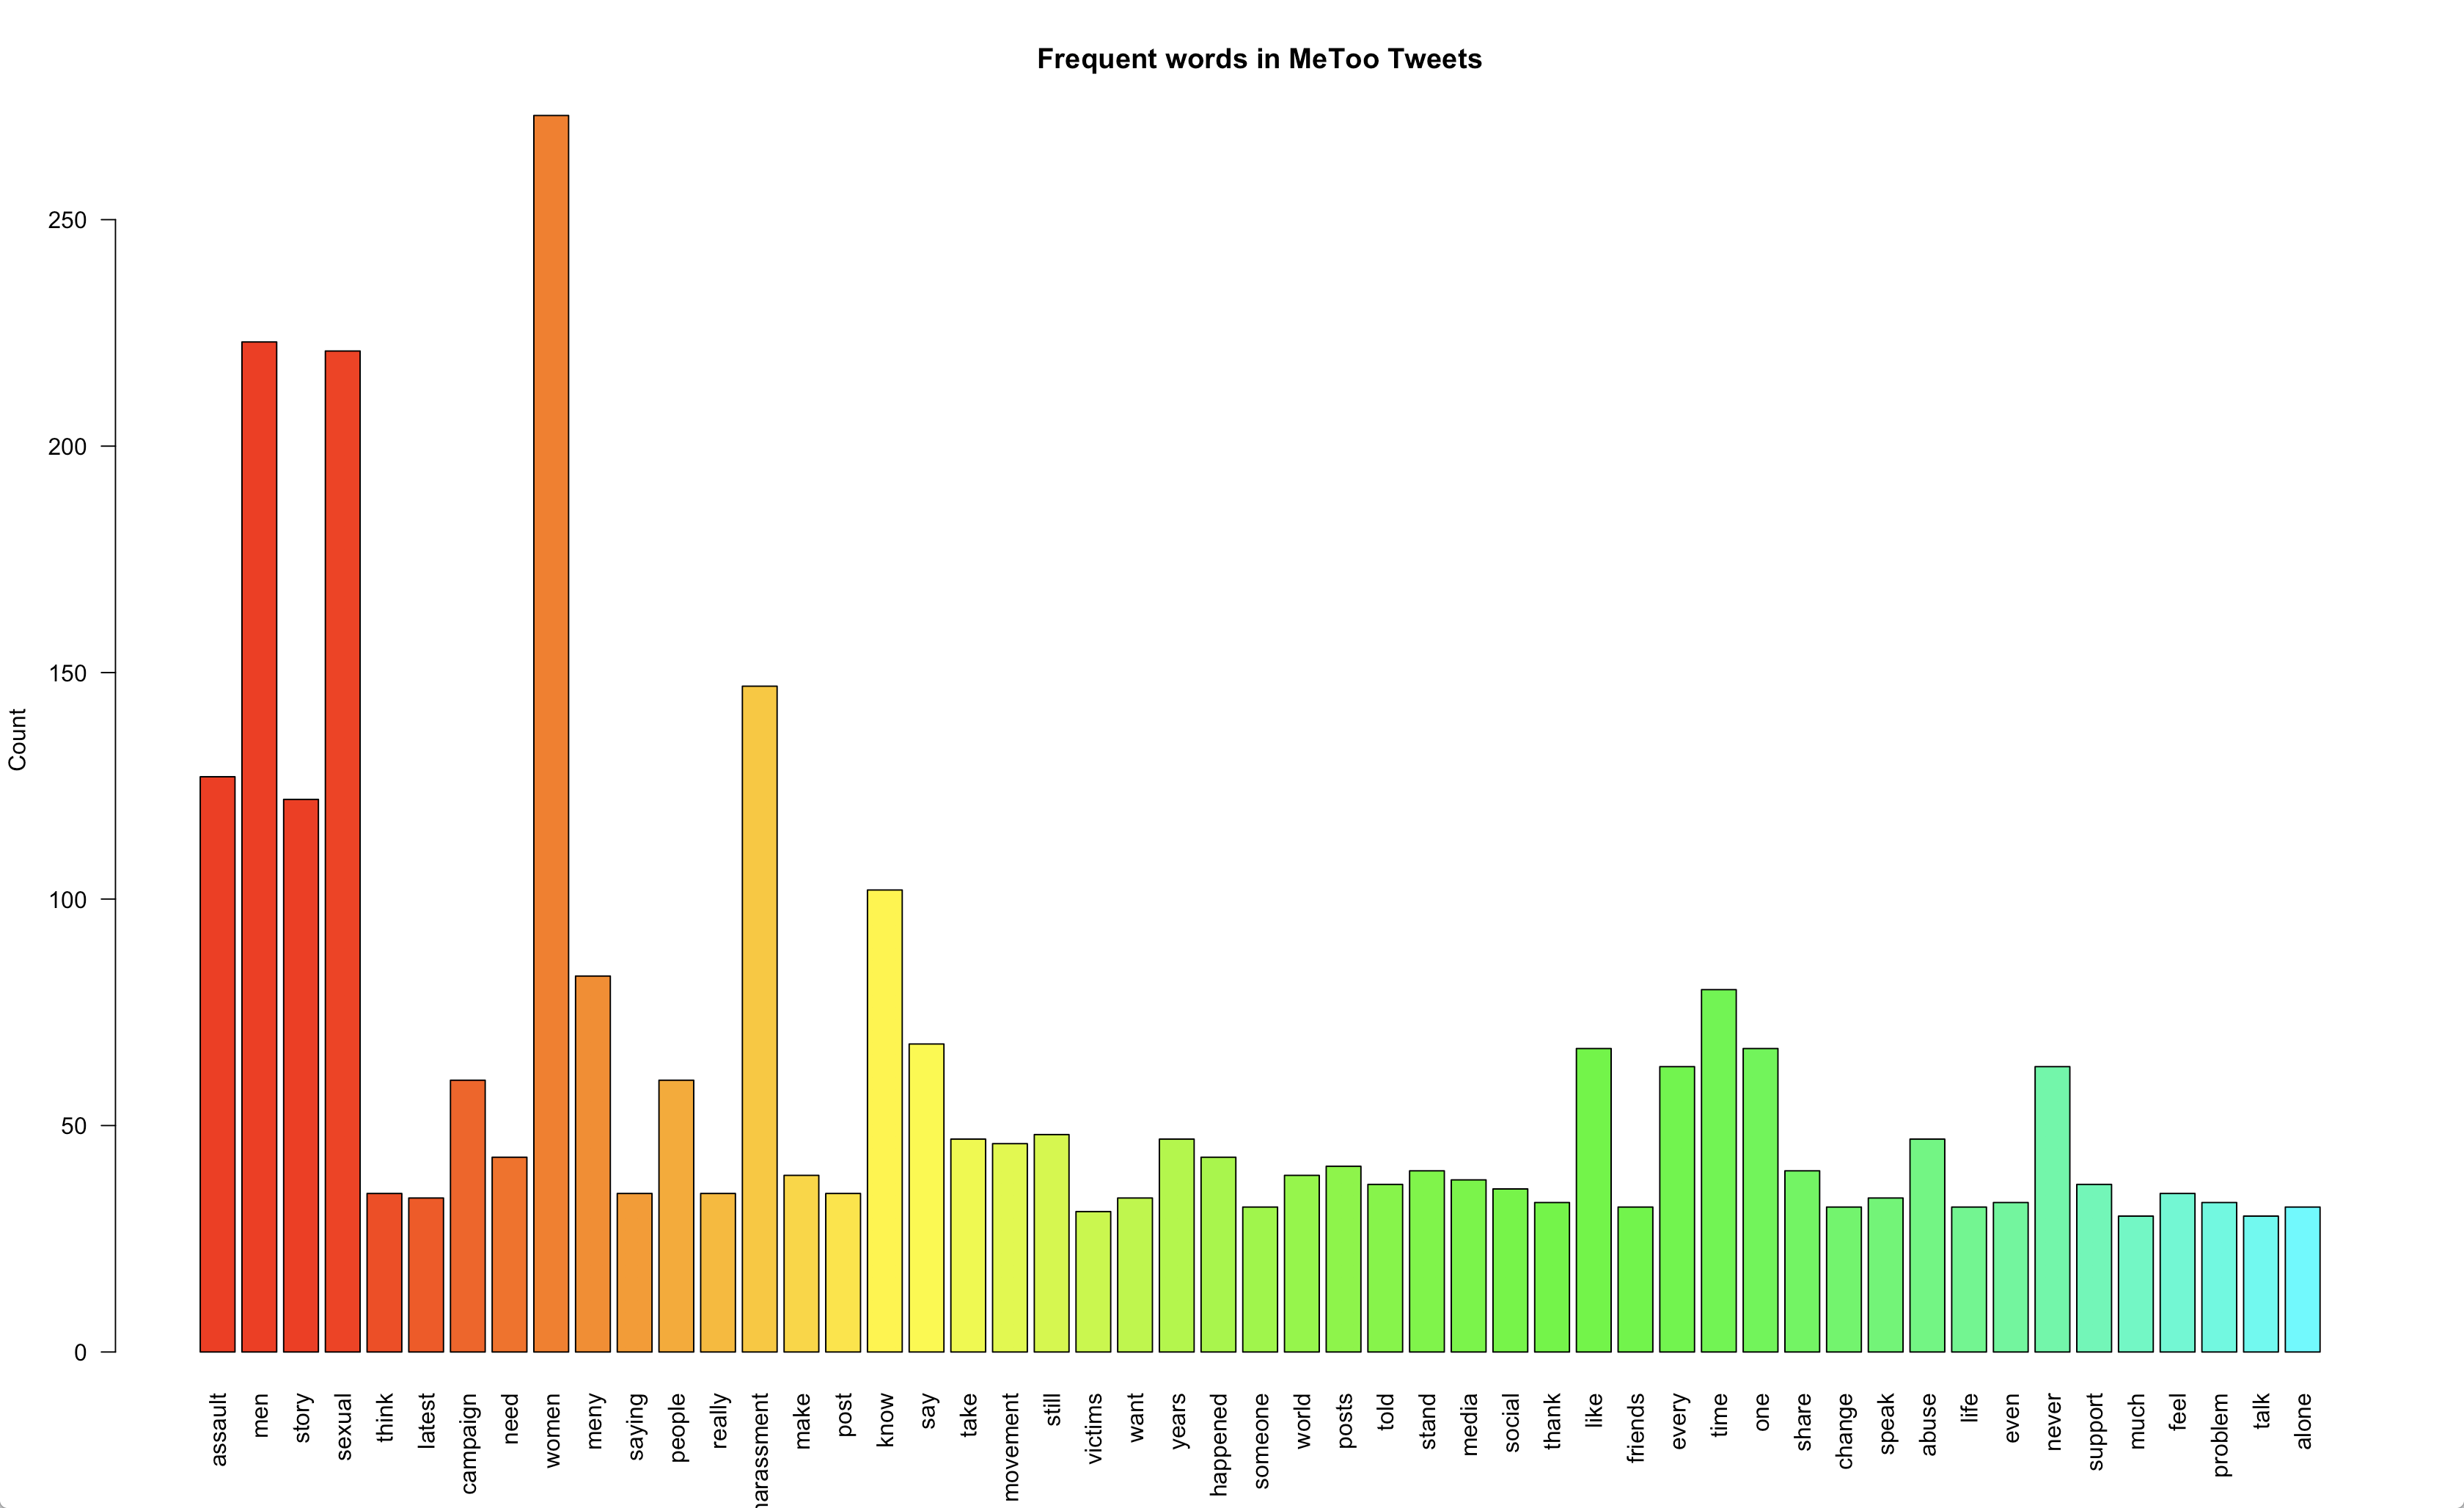 Frequent words in MeToo Tweets
Count
250
200
150
100
50
0
assault
men
story
sexual
think
latest
campaign
need
women
meny
saying
people
really
harassment
make
post
know
say
take
movement
still
victims
want
years
happened
someone
world
posts
told
stand
media
social
thank
like
friends
every
time
one
share
change
speak
abuse
life
even
never
support
much
feel
problem
talk
alone